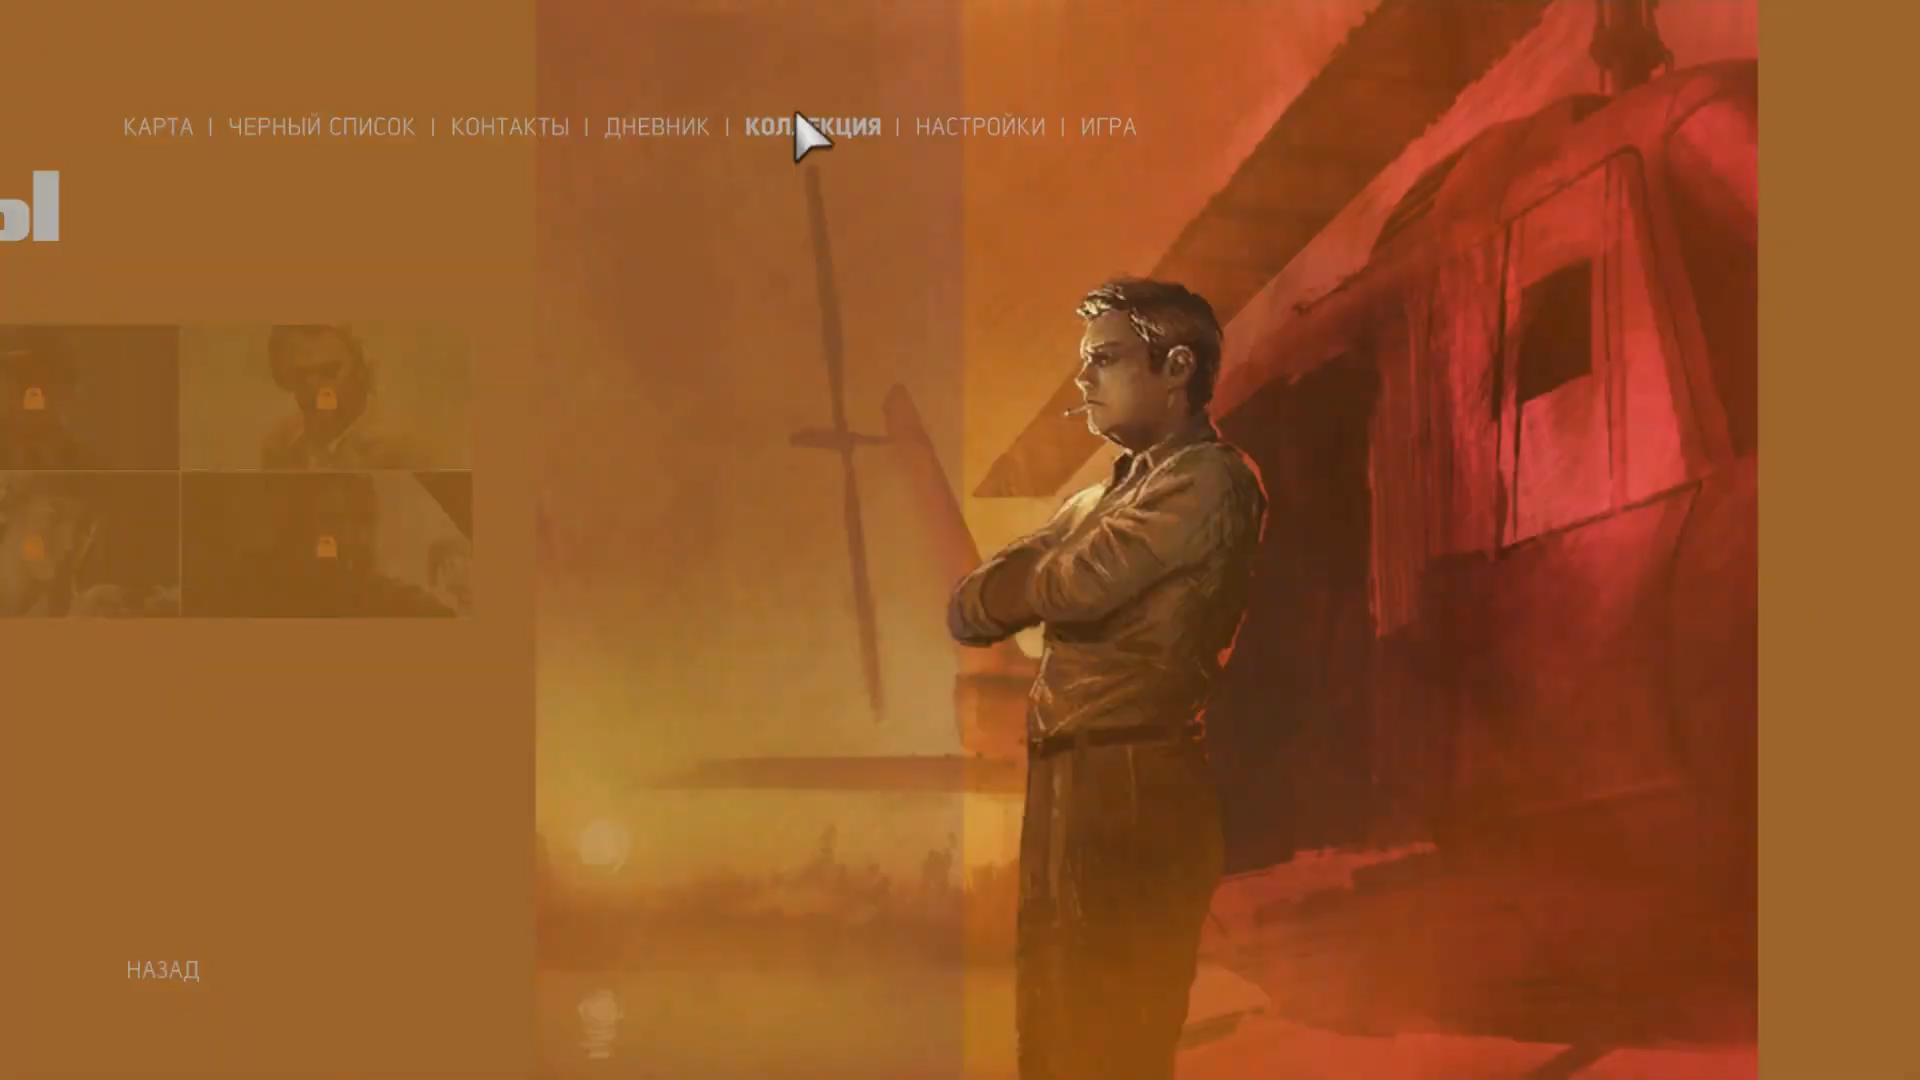 КАРТА | ЧЕРНЫЙ СПИСОК | КОНТАКТЫ | ДНЕВНИК | КОЛЛЕКЦИЯ | НАСТРОЙКИ | ИГРА
ы
НАЗАД